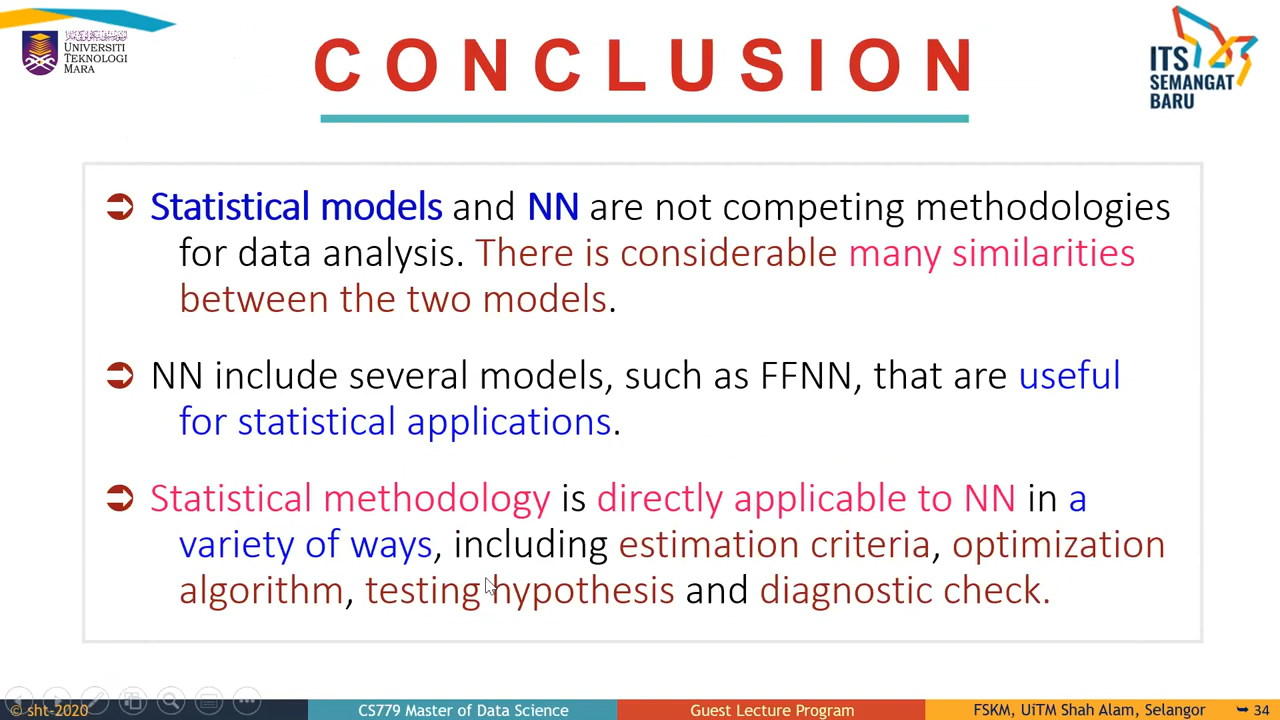 UNIVERSITI
TEKNOLOGI
MARA
CONCLUSION
ITS
SEMANGAT
BARU
➲ Statistical models and NN are not competing methodologies
for data analysis. There is considerable many similarities
between the two models.
➲ NN include several models, such as FFNN, that are useful
for statistical applications.
➲ Statistical methodology is directly applicable to NN in a
variety of ways, including estimation criteria, optimization
algorithm, testing hypothesis and diagnostic check.
© sht-2020
CS779 Master of Data Science
Guest Lecture Program
FSKM, UiTM Shah Alam, Selangor
➥ 34